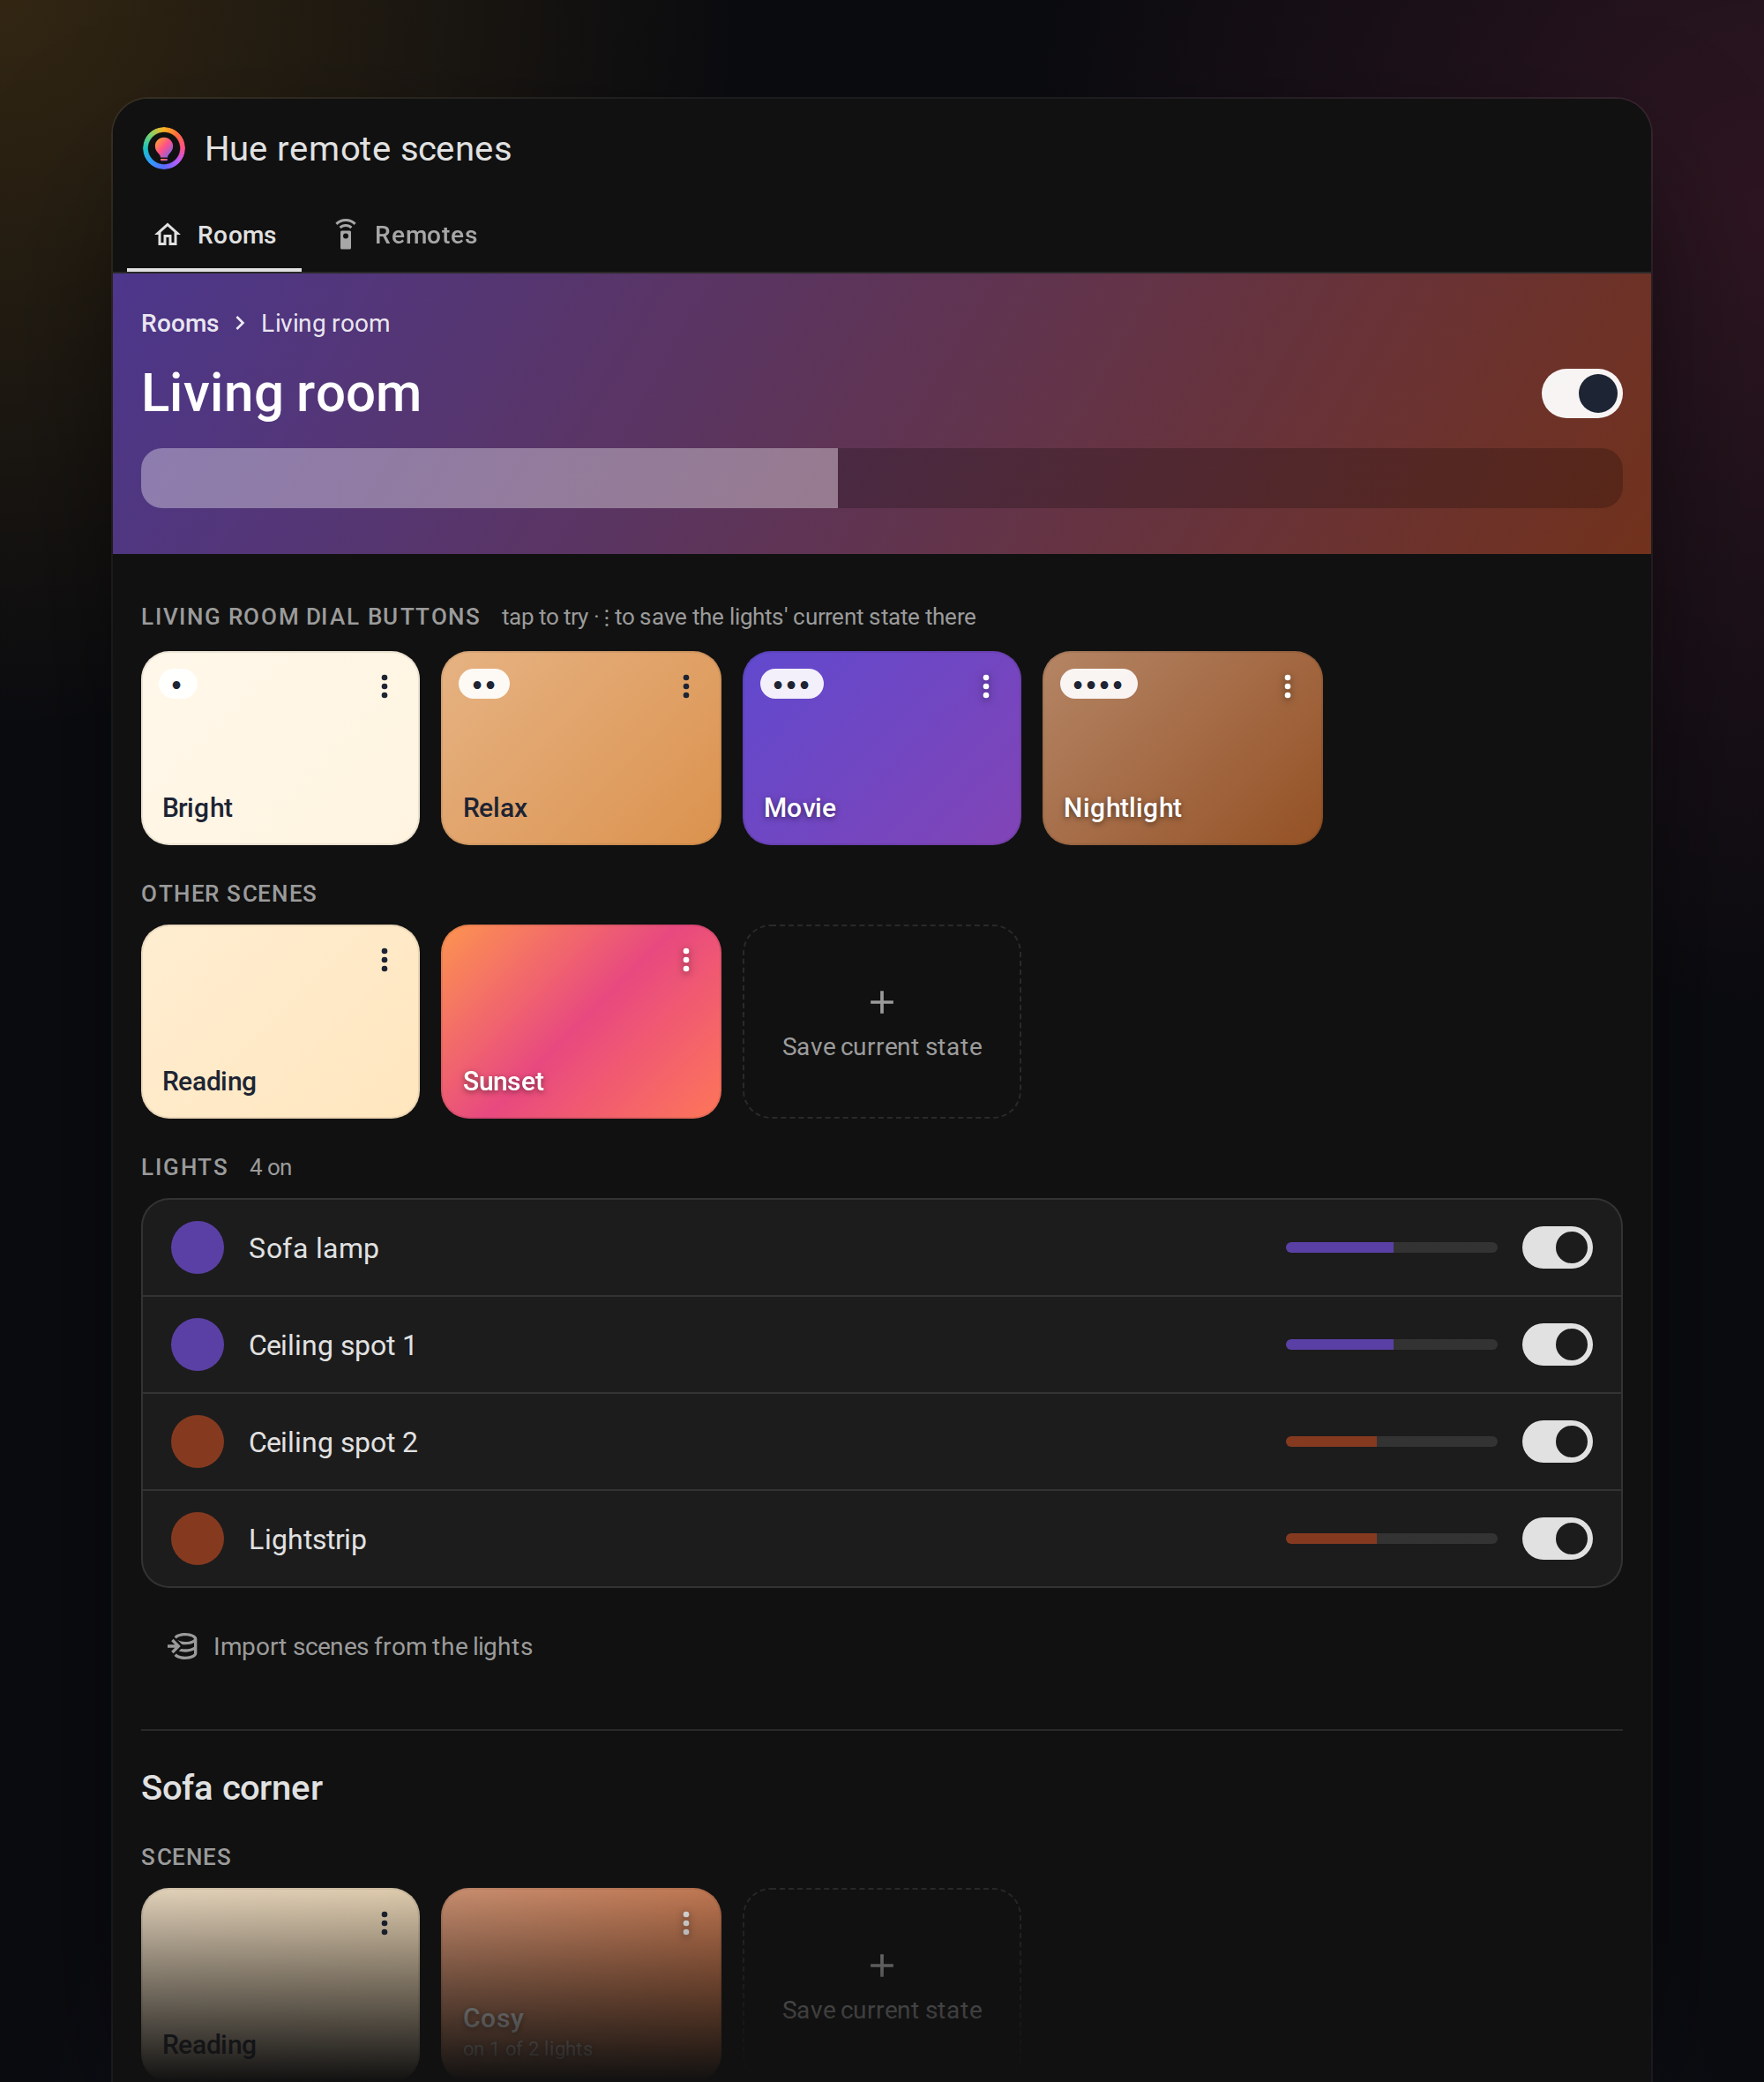 Hue remote scenes
Rooms
Remotes
Rooms > Living room
Living room
LIVING ROOM DIAL BUTTONS tap to try · ⋮ to save the lights' current state there
Bright
Relax
Movie
Nightlight
OTHER SCENES
Reading
Sunset
+
Save current state
LIGHTS 4 on
Sofa lamp
Ceiling spot 1
Ceiling spot 2
Lightstrip
Import scenes from the lights
Sofa corner
SCENES
Reading
Cosy
on 1 of 2 lights
+
Save current state